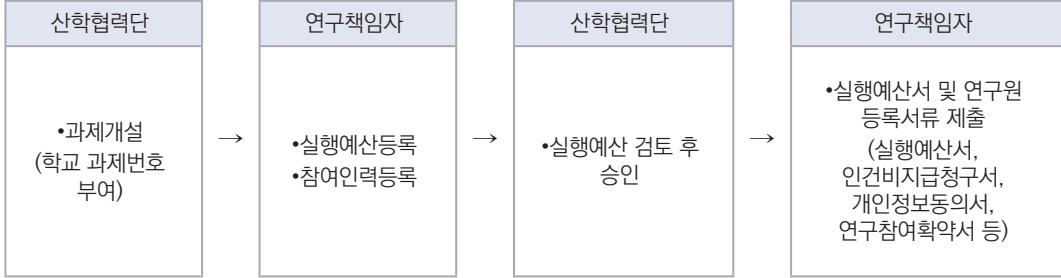 산학협력단
•과제개설
(학교 과제번호
부여)
→
연구책임자
•실행예산등록
•참여인력등록
→
산학협력단
•실행예산 검토 후
승인
→
연구책임자
•실행예산서 및 연구원
등록서류 제출
(실행예산서,
인건비지급청구서,
개인정보동의서,
연구참여확약서 등)